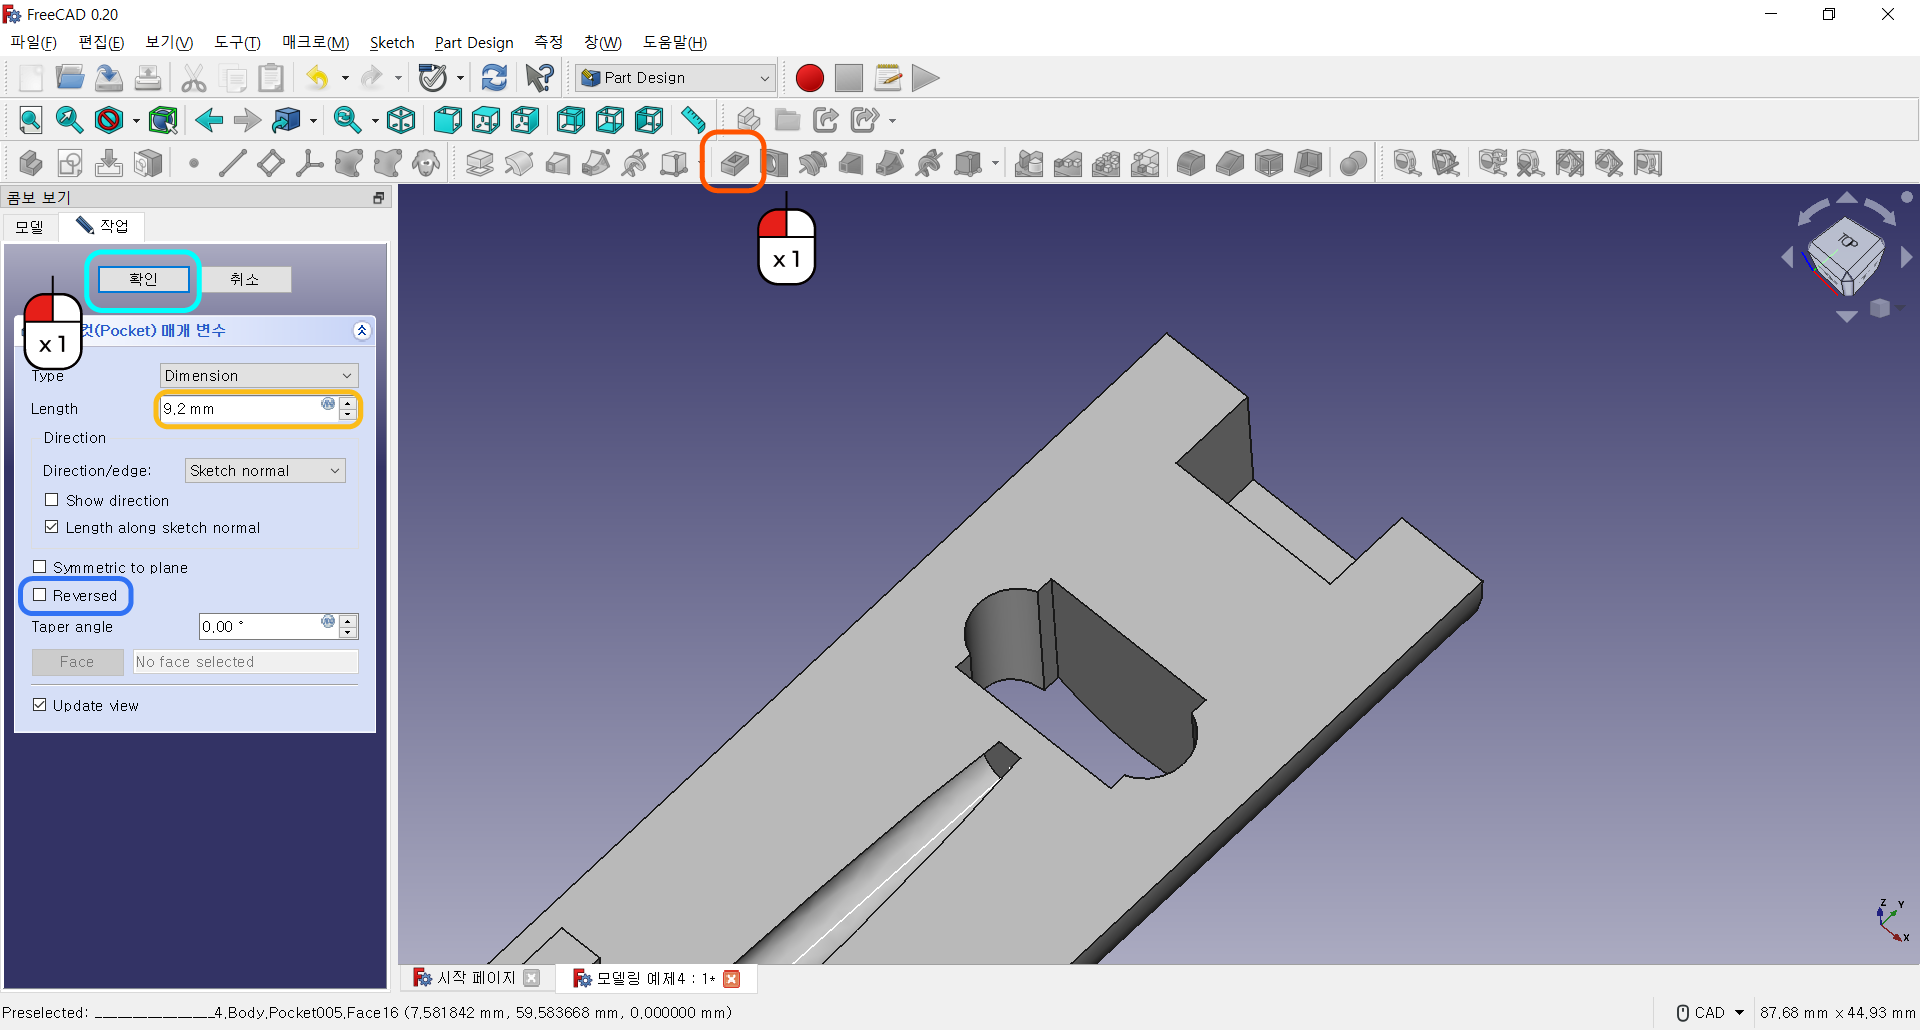 FreeCAD 0.20
파일(F) 편집(E) 보기(V) 도구(T) 매크로(M) Sketch Part Design 측정 창(W) 도움말(H)
Part Design
콤보 보기
모델 작업
x 1
TOP
확인 취소
x 1
컷(Pocket) 매개 변수
Type Dimension
Length 9,2 mm
Direction
Direction/edge: Sketch normal
Show direction
Length along sketch normal
Symmetric to plane
Reversed
Taper angle 0,00 °
Face No face selected
Update view
Z Y
X
시작 페이지 모델링 예제4 : 1*
Preselected: ________________4,Body,Pocket005,Face16 (7,581842 mm, 59,583668 mm, 0,000000 mm) CAD 87,68 mm x 44,93 mm